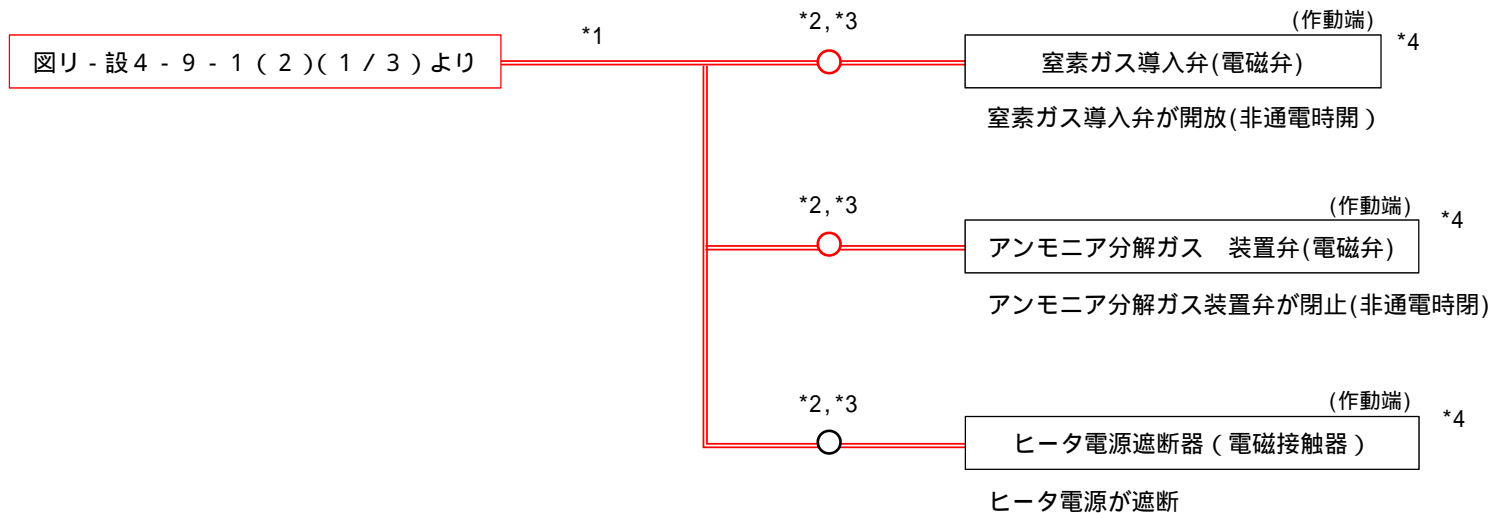 図リ-設4-9-1(2)(1/3)より
*1
*2,*3
(作動端)
窒素ガス導入弁(電磁弁)
*4
窒素ガス導入弁が開放(非通電時開)
*2,*3
(作動端)
アンモニア分解ガス 装置弁(電磁弁)
*4
アンモニア分解ガス装置弁が閉止(非通電時閉)
*2,*3
(作動端)
ヒータ電源遮断器(電磁接触器)
*4
ヒータ電源が遮断